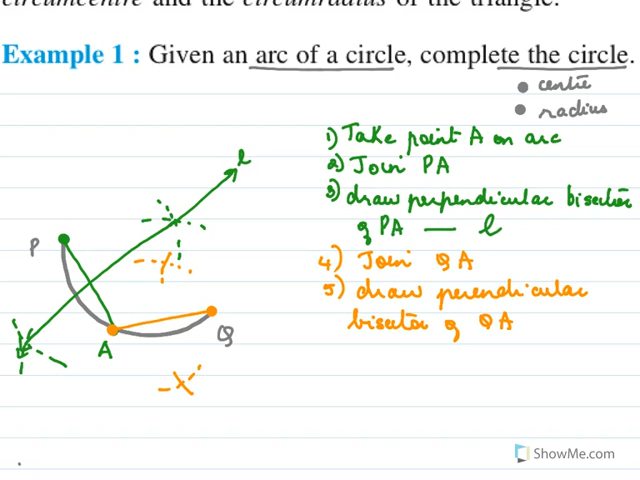 circumcentre and the circumradius of the triangle.
Example 1 : Given an arc of a circle, complete the circle.
centre
radius
1) Take point A on arc
2) Join PA
3) draw perpendicular bisector
of PA — l
4) Join QA
5) draw perendricular
bisector of QA
l
P
A
Q
ShowMe.com